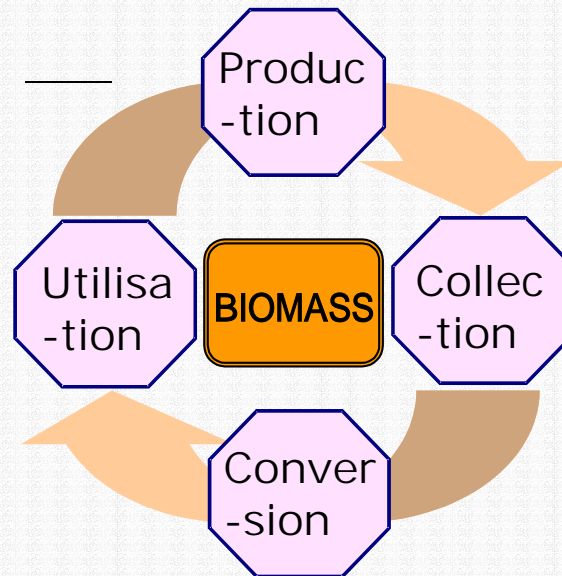 Produc
-tion
Utilisa
-tion
BIOMASS
Collec
-tion
Conver
-sion